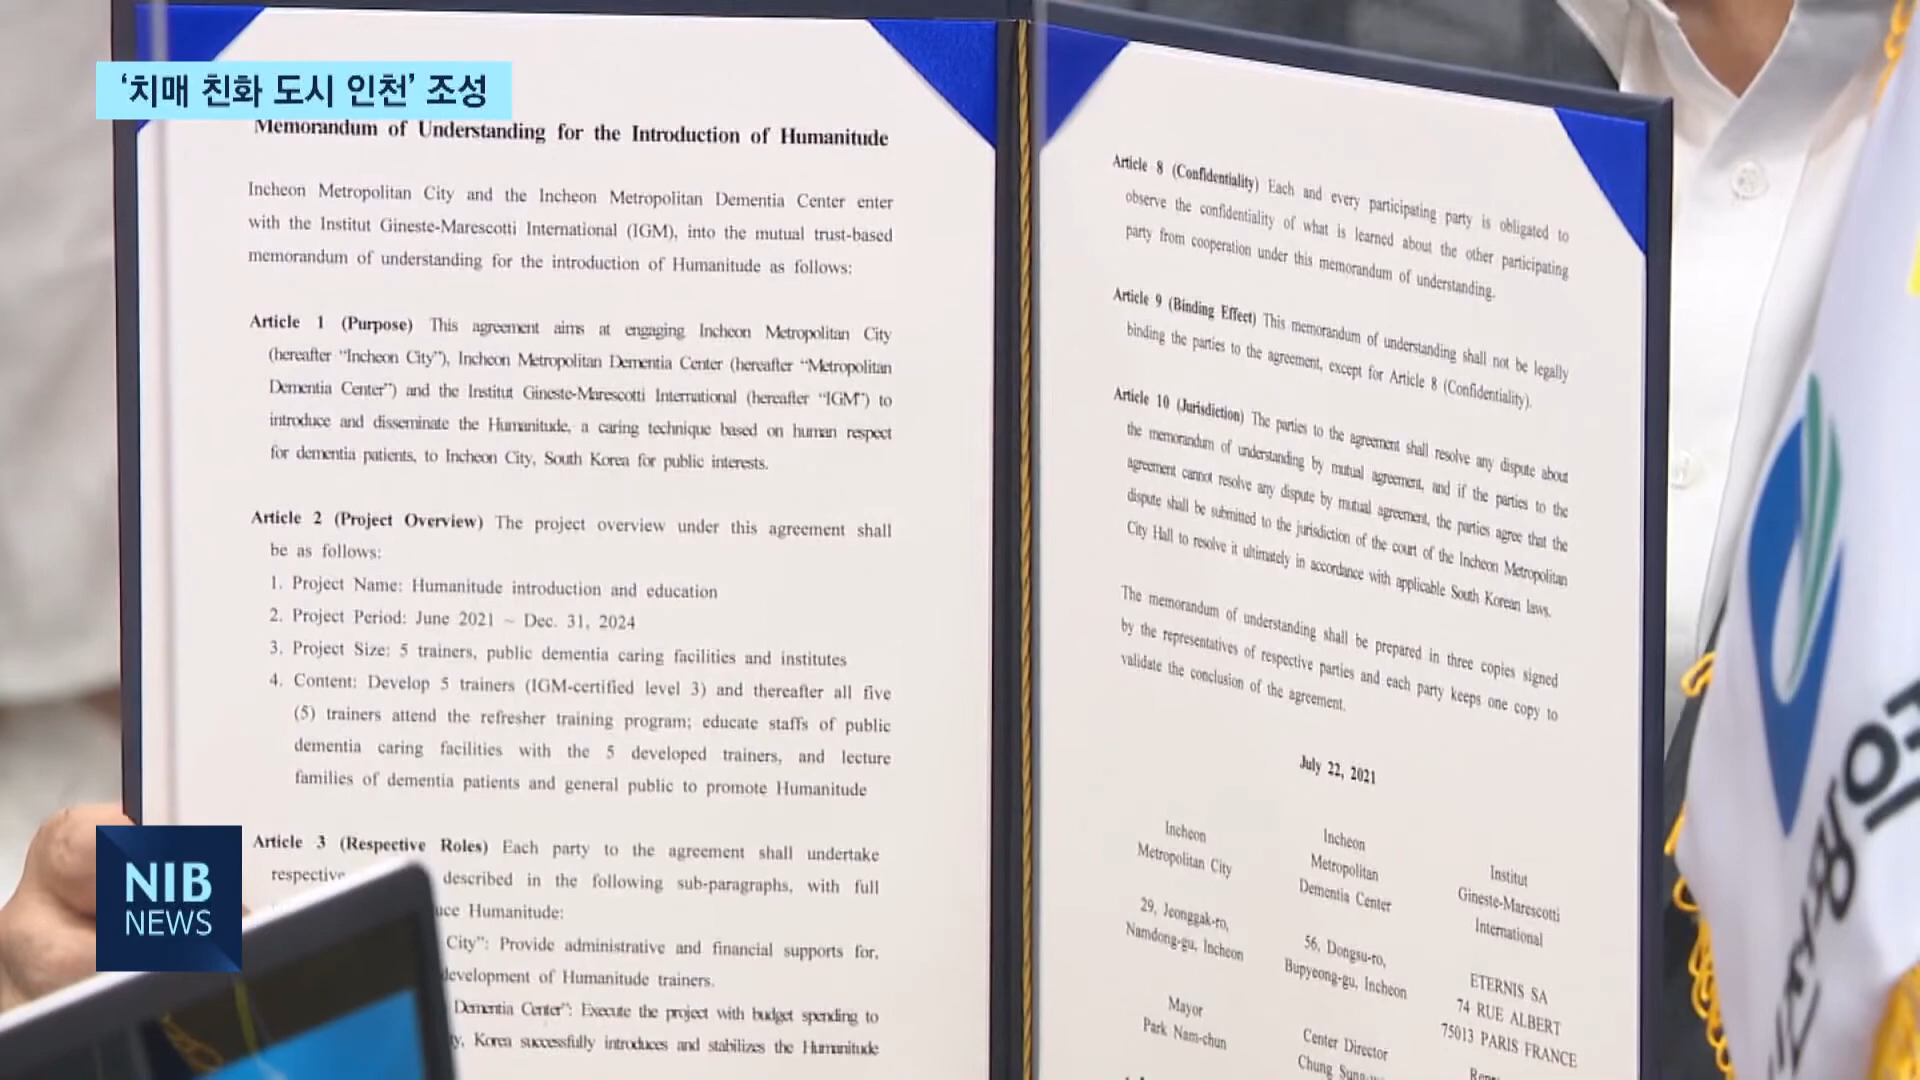 ‘치매 친화 도시 인천’ 조성
Memorandum of Understanding for the Introduction of Humanitude
Incheon Metropolitan City and the Incheon Metropolitan Dementia Center enter
with the Institut Gineste-Marescotti International (IGM), into the mutual trust-based
memorandum of understanding for the introduction of Humanitude as follows:
Article 1 (Purpose) This agreement aims at engaging Incheon Metropolitan City
(hereafter “Incheon City”), Incheon Metropolitan Dementia Center (hereafter “Metropolitan
Dementia Center”) and the Institut Gineste-Marescotti International (hereafter “IGM”) to
introduce and disseminate the Humanitude, a caring technique based on human respect
for dementia patients, to Incheon City, South Korea for public interests.
Article 2 (Project Overview) The project overview under this agreement shall
be as follows:
1. Project Name: Humanitude introduction and education
2. Project Period: June 2021 ~ Dec. 31, 2024
3. Project Size: 5 trainers, public dementia caring facilities and institutes
4. Content: Develop 5 trainers (IGM-certified level 3) and thereafter all five
(5) trainers attend the refresher training program; educate staffs of public
dementia caring facilities with the 5 developed trainers, and lecture
families of dementia patients and general public to promote Humanitude
Article 3 (Respective Roles) Each party to the agreement shall undertake
respective described in the following sub-paragraphs, with full
uce Humanitude:
City”: Provide administrative and financial supports for,
development of Humanitude trainers.
Dementia Center”: Execute the project with budget spending to
y, Korea successfully introduces and stabilizes the Humanitude
Article 8 (Confidentiality) Each and every participating party is obligated to
observe the confidentiality of what is learned about the other participating
party from cooperation under this memorandum of understanding.
Article 9 (Binding Effect) This memorandum of understanding shall not be legally
binding the parties to the agreement, except for Article 8 (Confidentiality).
Article 10 (Jurisdiction) The parties to the agreement shall resolve any dispute about
the memorandum of understanding by mutual agreement, and if the parties to the
agreement cannot resolve any dispute by mutual agreement, the parties agree that the
dispute shall be submitted to the jurisdiction of the court of the Incheon Metropolitan
City Hall to resolve it ultimately in accordance with applicable South Korean laws.
The memorandum of understanding shall be prepared in three copies signed
by the representatives of respective parties and each party keeps one copy to
validate the conclusion of the agreement.
July 22, 2021
Incheon
Metropolitan City
29, Jeonggak-ro,
Namdong-gu, Incheon
Mayor
Park Nam-chun
Incheon
Metropolitan
Dementia Center
56, Dongsu-ro,
Bupyeong-gu, Incheon
Center Director
Chung
Institut
Gineste-Marescotti
International
ETERNIS SA
74 RUE ALBERT
75013 PARIS FRANCE
NIB
NEWS